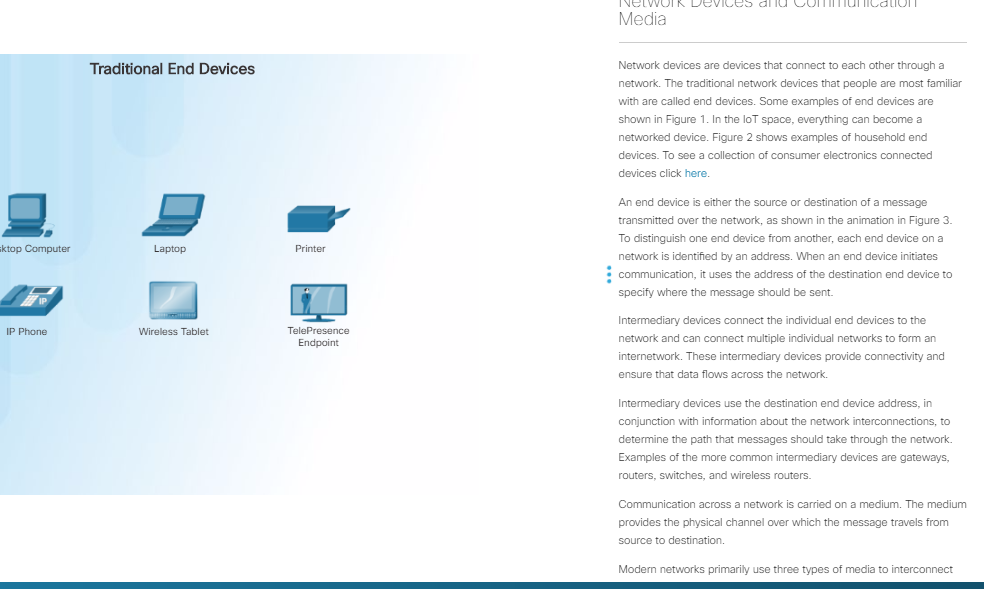 Traditional End Devices
sktop Computer
Laptop
Printer
IP
IP Phone
Wireless Tablet
TelePresence
Endpoint
Network Devices and Communication
Media
Network devices are devices that connect to each other through a
network. The traditional network devices that people are most familiar
with are called end devices. Some examples of end devices are
shown in Figure 1. In the IoT space, everything can become a
networked device. Figure 2 shows examples of household end
devices. To see a collection of consumer electronics connected
devices click here.
An end device is either the source or destination of a message
transmitted over the network, as shown in the animation in Figure 3.
To distinguish one end device from another, each end device on a
network is identified by an address. When an end device initiates
communication, it uses the address of the destination end device to
specify where the message should be sent.
Intermediary devices connect the individual end devices to the
network and can connect multiple individual networks to form an
internetwork. These intermediary devices provide connectivity and
ensure that data flows across the network.
Intermediary devices use the destination end device address, in
conjunction with information about the network interconnections, to
determine the path that messages should take through the network.
Examples of the more common intermediary devices are gateways,
routers, switches, and wireless routers.
Communication across a network is carried on a medium. The medium
provides the physical channel over which the message travels from
source to destination.
Modern networks primarily use three types of media to interconnect